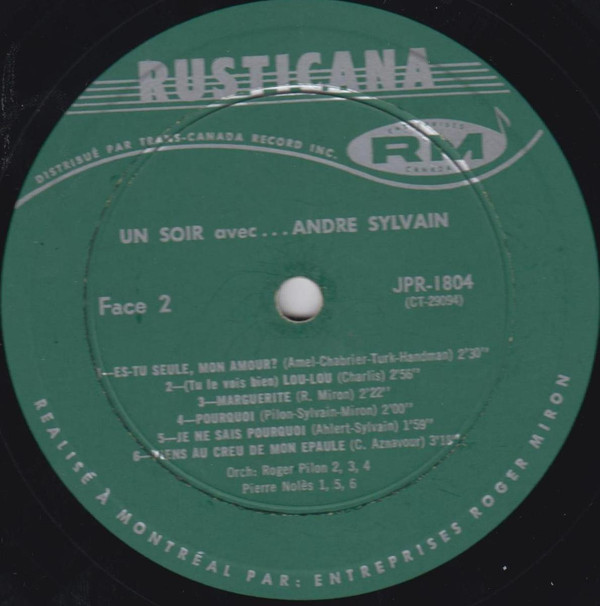 RUSTICANA
DISTRIBUÉ PAR TRANS-CANADA RECORD INC.
ENTREPRISES
RM
CANADA
UN SOIR avec...ANDRE SYLVAIN
Face 2
JPR-1804
(CT-29094)
1—ES-TU SEULE, MON AMOUR? (Amel-Chabrier-Turk-Handman) 2'30"
2—(Tu le vois bien) LOU-LOU (Charlis) 2'56"
3—MARGUERITE (R. Miron) 2'22"
4—POURQUOI (Pilon-Sylvain-Miron) 2'00"
5—JE NE SAIS POURQUOI (Ahlert-Sylvain) 1'59"
6—VIENS AU CREU DE MON EPAULE (C. Aznavour)
Orch: Roger Pilon 2, 3, 4
Pierre Nolès 1, 5, 6
REALISÉ À MONTRÉAL PAR: ENTREPRISES ROGER MIRON